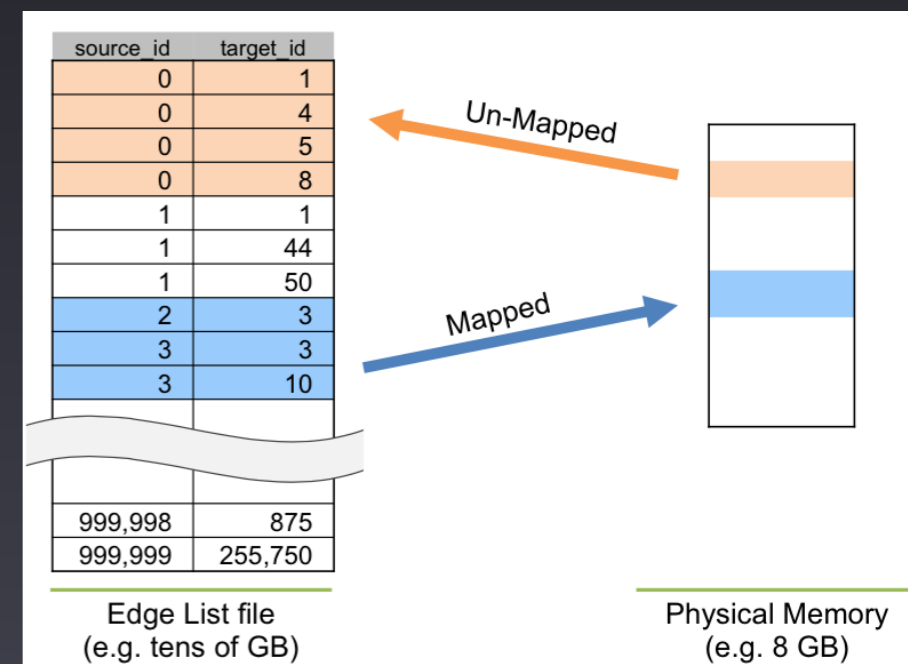 source_id target_id
0 1
0 4
0 5
0 8
1 1
1 44
1 50
2 3
3 3
3 10
999,998 875
999,999 255,750
Edge List file
(e.g. tens of GB)
Un-Mapped
Mapped
Physical Memory
(e.g. 8 GB)